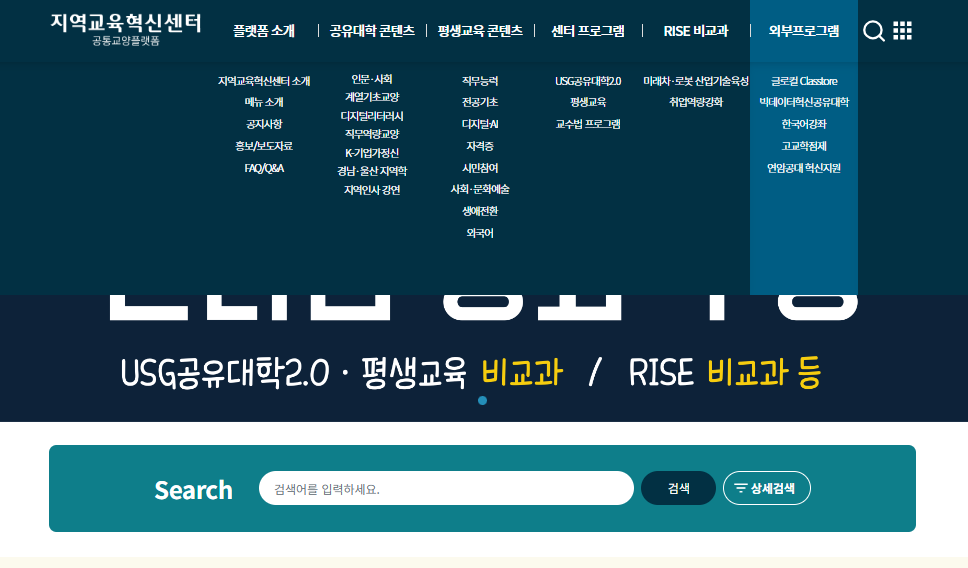 지역교육혁신센터
공통교양플랫폼
플랫폼 소개
공유대학 콘텐츠
평생교육 콘텐츠
센터 프로그램
RISE 비교과
외부프로그램
지역교육혁신센터 소개
메뉴 소개
공지사항
홍보/보도자료
FAQ/Q&A
인문·사회
계열기초교양
디지털리터러시
직무역량교양
K-기업가정신
경남·울산 지역학
지역인사 강연
직무능력
전공기초
디지털·AI
자격증
시민참여
사회·문화예술
생애전환
외국어
USG공유대학2.0
평생교육
교수법 프로그램
미래차·로봇 산업기술육성
취업역량강화
글로컬 Classtore
빅데이터혁신공유대학
한국어강좌
고교학점제
연암공대 혁신지원
USG공유대학2.0 · 평생교육 비교과 / RISE 비교과 등
Search
검색어를 입력하세요.
검색
상세검색